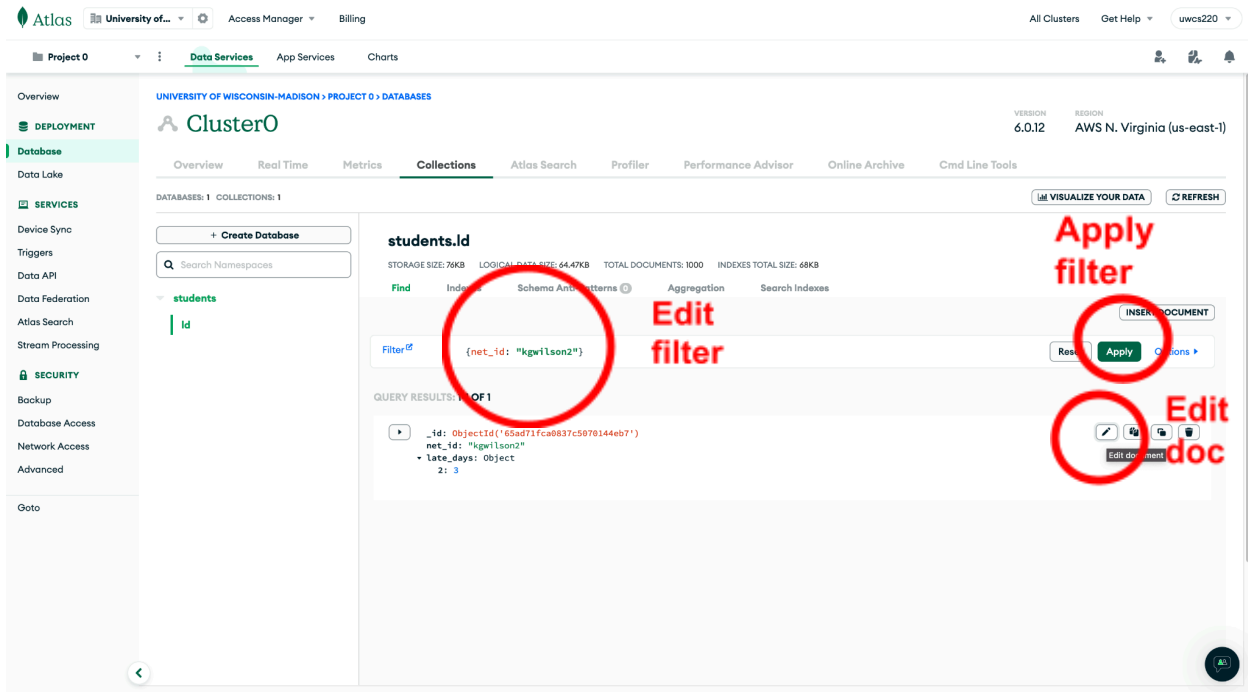 Atlas
University of...
Access Manager
Billing
All Clusters
Get Help
uwcs220
Project 0
Data Services
App Services
Charts
Overview
DEPLOYMENT
Database
Data Lake
SERVICES
Device Sync
Triggers
Data API
Data Federation
Atlas Search
Stream Processing
SECURITY
Backup
Database Access
Network Access
Advanced
Goto
UNIVERSITY OF WISCONSIN-MADISON > PROJECT 0 > DATABASES
Cluster0
VERSION
6.0.12
REGION
AWS N. Virginia (us-east-1)
Overview
Real Time
Metrics
Collections
Atlas Search
Profiler
Performance Advisor
Online Archive
Cmd Line Tools
DATABASES: 1 COLLECTIONS: 1
VISUALIZE YOUR DATA
REFRESH
+ Create Database
Search Namespaces
students
ld
students.ld
STORAGE SIZE: 76KB LOGICAL DATA SIZE: 64.47KB TOTAL DOCUMENTS: 1000 INDEXES TOTAL SIZE: 68KB
Find
Indexes
Schema Anti-Patterns 0
Aggregation
Search Indexes
Apply
filter
INSERT DOCUMENT
Edit
filter
Filter
{net_id: "kgwilson2"}
Reset
Apply
Options
QUERY RESULTS: 1 OF 1
_id: ObjectId('65ad71fca0837c5070144eb7')
net_id: "kgwilson2"
late_days: Object
2: 3
Edit
doc
Edit document